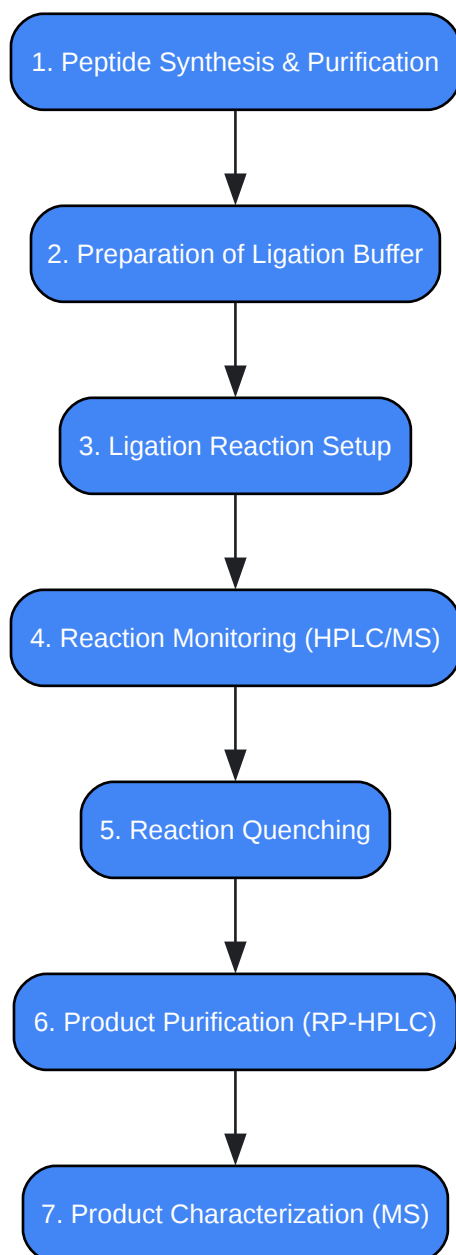 1. Peptide Synthesis & Purification
2. Preparation of Ligation Buffer
3. Ligation Reaction Setup
4. Reaction Monitoring (HPLC/MS)
5. Reaction Quenching
6. Product Purification (RP-HPLC)
7. Product Characterization (MS)